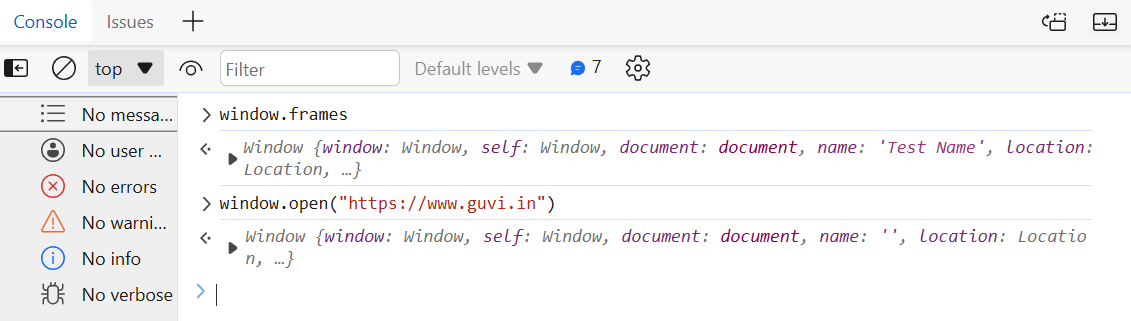 Console Issues
top Filter Default levels 7
No messa...
No user ...
No errors
No warni...
No info
No verbose
window.frames
Window {window: Window, self: Window, document: document, name: 'Test Name', location:
Location, …}
window.open("https://www.guvi.in")
Window {window: Window, self: Window, document: document, name: '', location: Locatio
n, …}